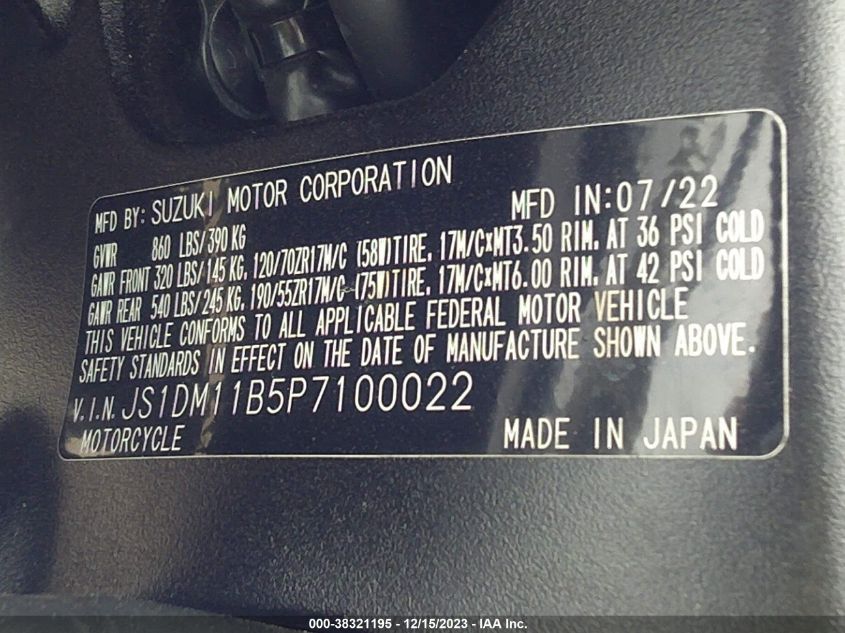 MFD BY: SUZUKI MOTOR CORPORATION MFD IN:07/22
GVWR 860 LBS/390 KG
GAWR FRONT 320 LBS/145 KG, 120/70ZR17M/C (58W)TIRE, 17M/C×MT3.50 RIM, AT 36 PSI COLD
GAWR REAR 540 LBS/245 KG, 190/55ZR17M/C (75W)TIRE, 17M/C×MT6.00 RIM, AT 42 PSI COLD
THIS VEHICLE CONFORMS TO ALL APPLICABLE FEDERAL MOTOR VEHICLE
SAFETY STANDARDS IN EFFECT ON THE DATE OF MANUFACTURE SHOWN ABOVE.
V.I.N. JS1DM11B5P7100022
MOTORCYCLE MADE IN JAPAN
000-38321195 - 12/15/2023 - IAA Inc.